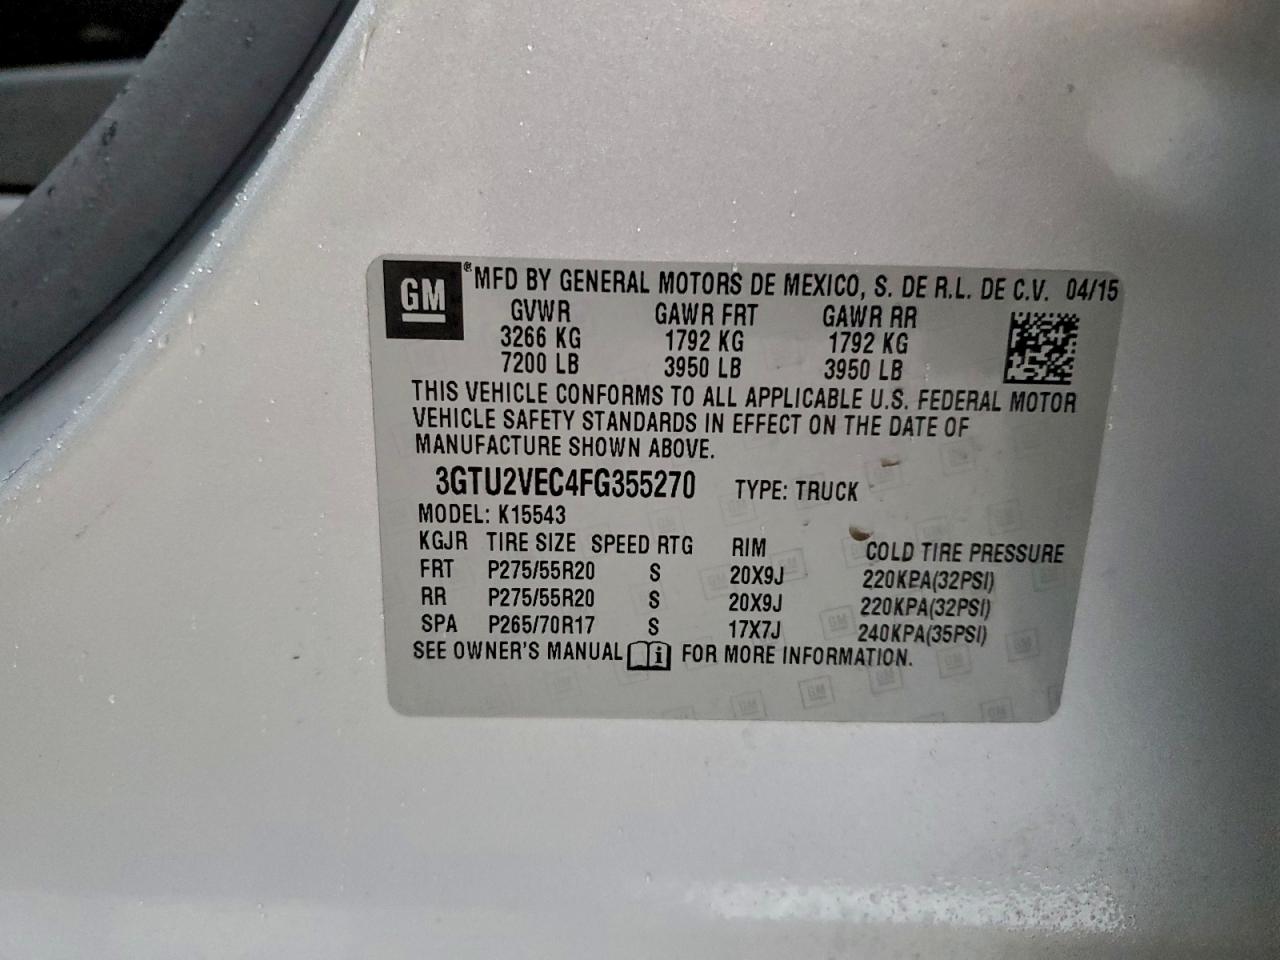 GM® MFD BY GENERAL MOTORS DE MEXICO, S. DE R.L. DE C.V. 04/15
GVWR GAWR FRT GAWR RR
3266 KG 1792 KG 1792 KG
7200 LB 3950 LB 3950 LB
THIS VEHICLE CONFORMS TO ALL APPLICABLE U.S. FEDERAL MOTOR
VEHICLE SAFETY STANDARDS IN EFFECT ON THE DATE OF
MANUFACTURE SHOWN ABOVE.
3GTU2VEC4FG355270 TYPE: TRUCK
MODEL: K15543
KGJR TIRE SIZE SPEED RTG RIM COLD TIRE PRESSURE
FRT P275/55R20 S 20X9J 220KPA(32PSI)
RR P275/55R20 S 20X9J 220KPA(32PSI)
SPA P265/70R17 S 17X7J 240KPA(35PSI)
SEE OWNER'S MANUAL i FOR MORE INFORMATION.